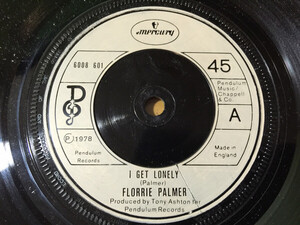 mercury
6008 601
45
Pendulum
Music/
Chappell
& Co.
A
℗ 1978
Pendulum
Records
Made in
England
I GET LONELY
(Palmer)
FLORRIE PALMER
Produced by Tony Ashton for
Pendulum Records